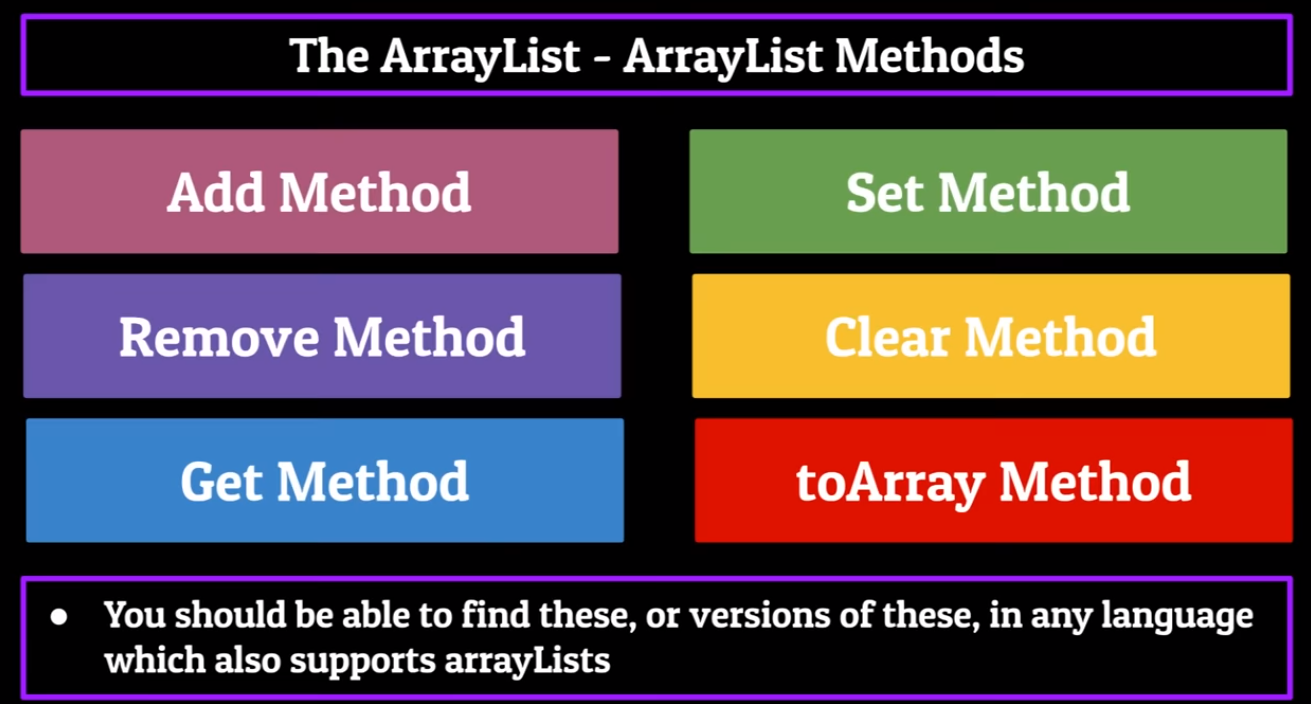 The ArrayList - ArrayList Methods
Add Method
Set Method
Remove Method
Clear Method
Get Method
toArray Method
● You should be able to find these, or versions of these, in any language
which also supports arrayLists